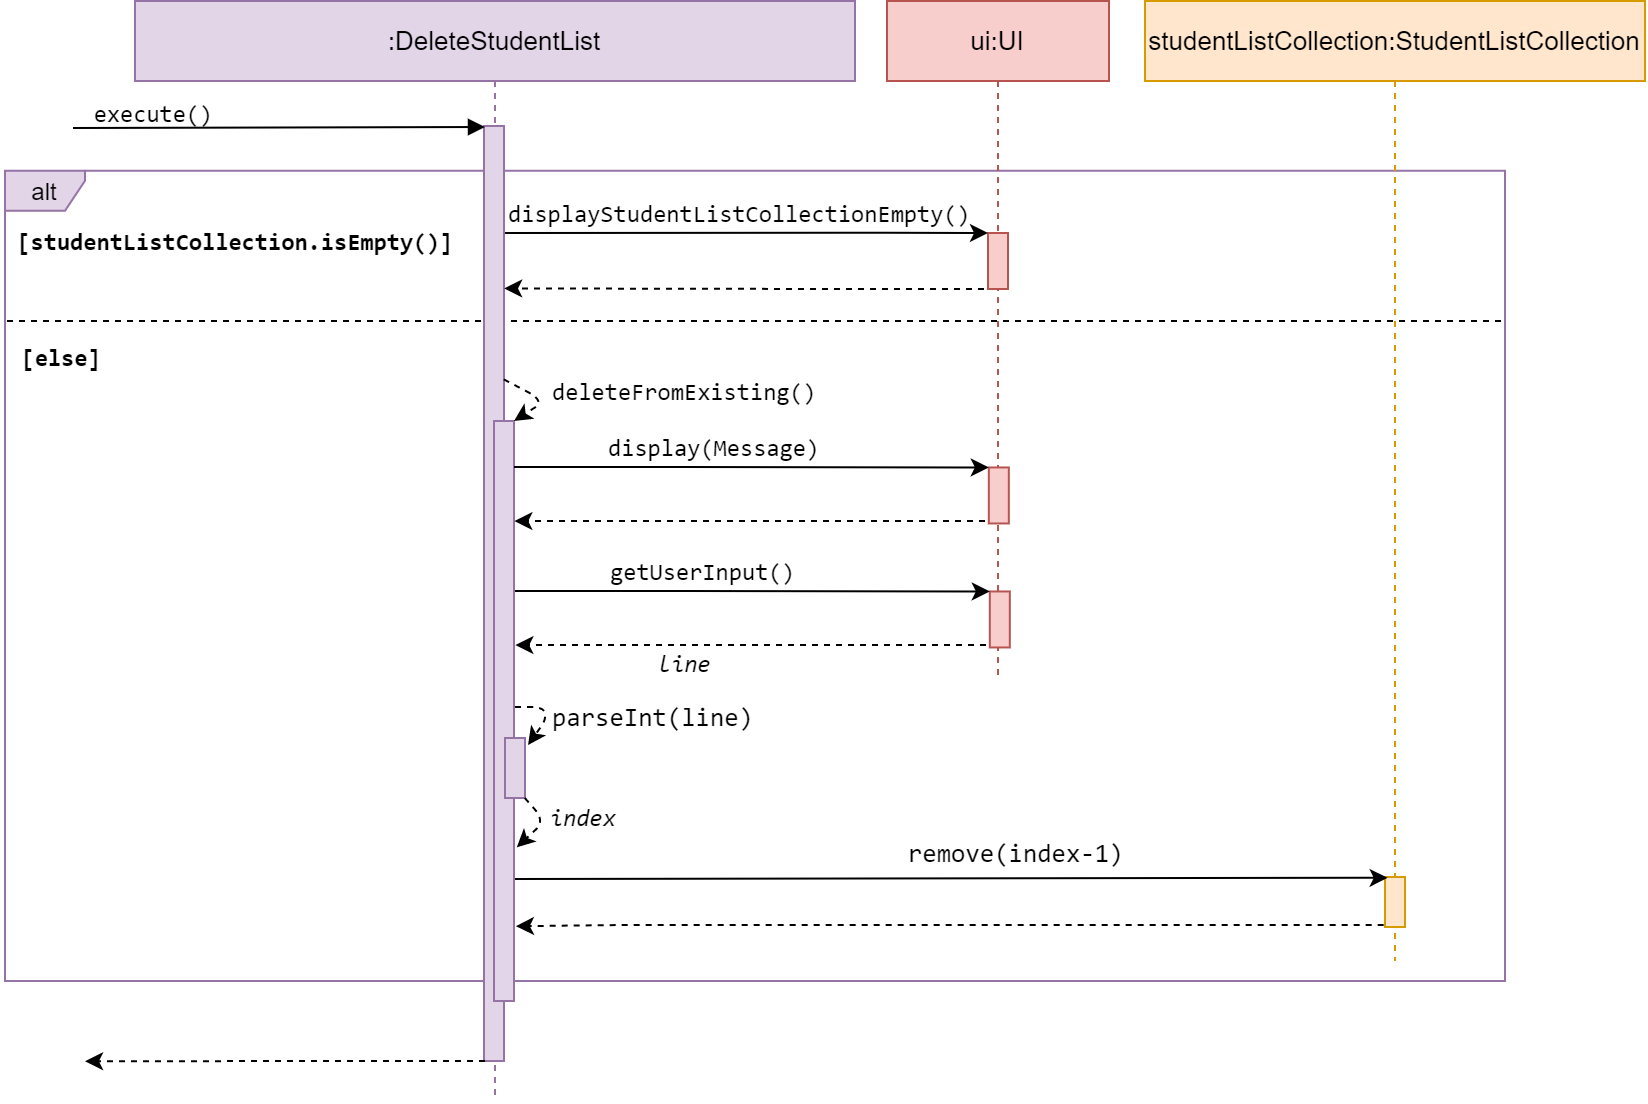 :DeleteStudentList
ui:UI
studentListCollection:StudentListCollection
execute()
alt
displayStudentListCollectionEmpty()
[studentListCollection.isEmpty()]
[else]
deleteFromExisting()
display(Message)
getUserInput()
line
parseInt(line)
index
remove(index-1)